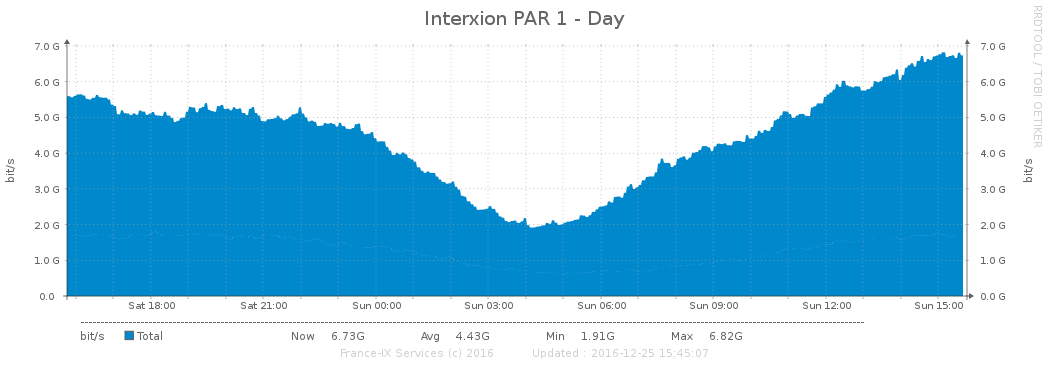 Interxion PAR 1 - Day
RRDTOOL / TOBI OETIKER
bit/s
7.0 G
6.0 G
5.0 G
4.0 G
3.0 G
2.0 G
1.0 G
0.0
7.0 G
6.0 G
5.0 G
4.0 G
3.0 G
2.0 G
1.0 G
0.0 G
bit/s
Sat 18:00 Sat 21:00 Sun 00:00 Sun 03:00 Sun 06:00 Sun 09:00 Sun 12:00 Sun 15:00
bit/s Total Now 6.73G Avg 4.43G Min 1.91G Max 6.82G
France-IX Services (c) 2016 Updated : 2016-12-25 15:45:07